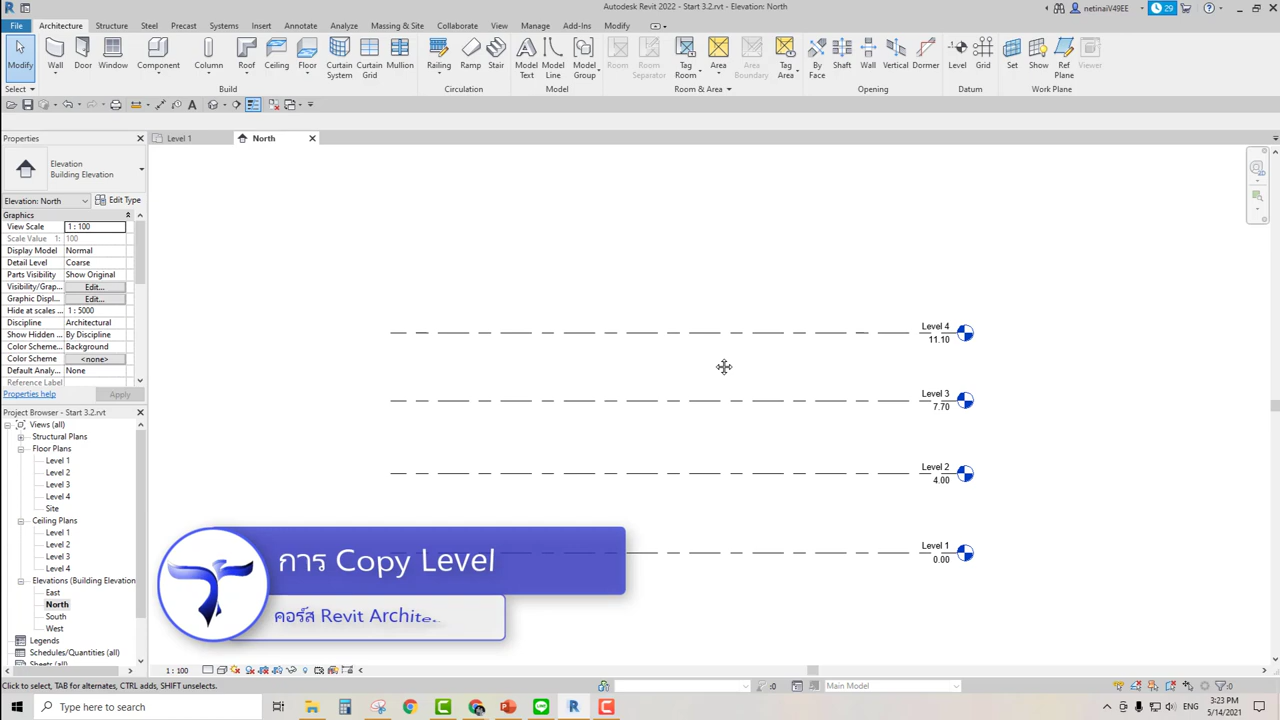 Autodesk Revit 2022 - Start 3.2.rvt - Elevation: North
netinaiV49EE
29
File Architecture Structure Steel Precast Systems Insert Annotate Analyze Massing & Site Collaborate View Manage Add-Ins Modify
Modify Wall Door Window Component Column Roof Ceiling Floor Curtain System Curtain Grid Mullion Railing Ramp Stair Model Text Model Line Model Group Room Room Separator Tag Room Area Area Boundary Tag Area By Face Shaft Wall Vertical Dormer Level Grid Set Show Ref Plane Viewer
Select Build Circulation Model Room & Area Opening Datum Work Plane
Properties
Level 1
North
Elevation
Building Elevation
Elevation: North
Edit Type
Graphics
View Scale 1 : 100
Scale Value 1: 100
Display Model Normal
Detail Level Coarse
Parts Visibility Show Original
Visibility/Grap... Edit...
Graphic Displ... Edit...
Hide at scales ... 1 : 5000
Discipline Architectural
Show Hidden ... By Discipline
Color Scheme... Background
Color Scheme <none>
Default Analy... None
Reference Label
Properties help
Apply
Project Browser - Start 3.2.rvt
Views (all)
Structural Plans
Floor Plans
Level 1
Level 2
Level 3
Level 4
Site
Ceiling Plans
Level 1
Level 2
Level 3
Level 4
Elevations (Building Elevation
East
North
South
West
Legends
Schedules/Quantities (all)
Sheets (all)
Level 4
11.10
Level 3
7.70
Level 2
4.00
Level 1
0.00
การ Copy Level
คอร์ส Revit Archite.
1 : 100
Click to select, TAB for alternates, CTRL adds, SHIFT unselects.
:0
Main Model
:0
Type here to search
ENG
3:23 PM
5/14/2021